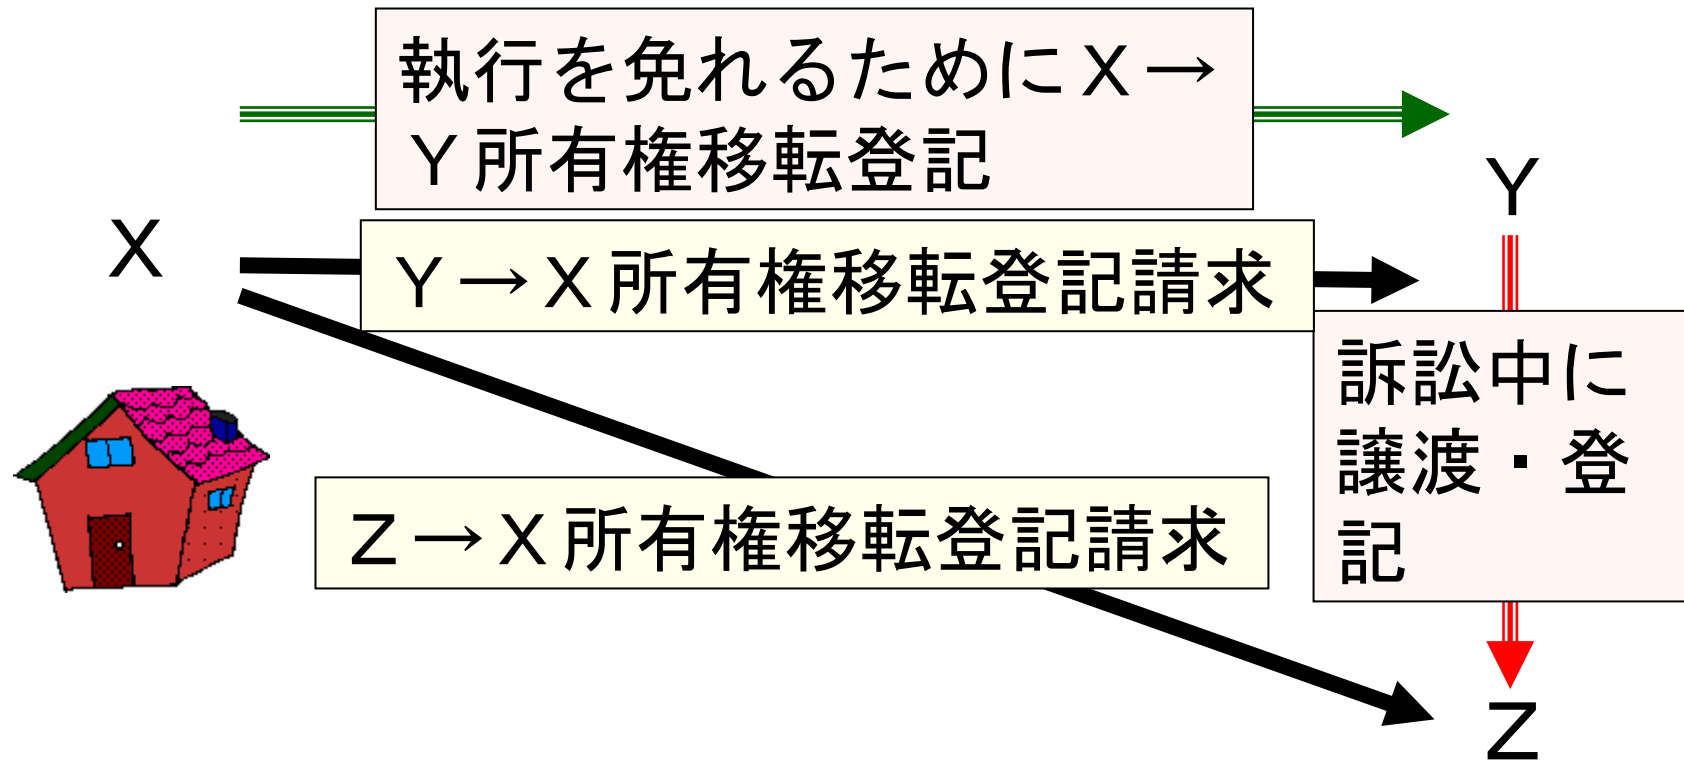 執行を免れるためにX→
Y所有権移転登記
Y
X
Y→X所有権移転登記請求
訴訟中に
譲渡・登
記
Z→X所有権移転登記請求
Z